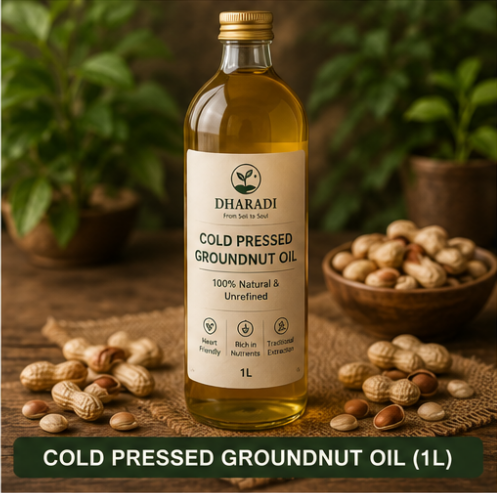 DHARADI
From Soil to Soul
COLD PRESSED
GROUNDNUT OIL
100% Natural &
Unrefined
Heart
Friendly
Rich in
Nutrients
Traditional
Extraction
1L
COLD PRESSED GROUNDNUT OIL (1L)